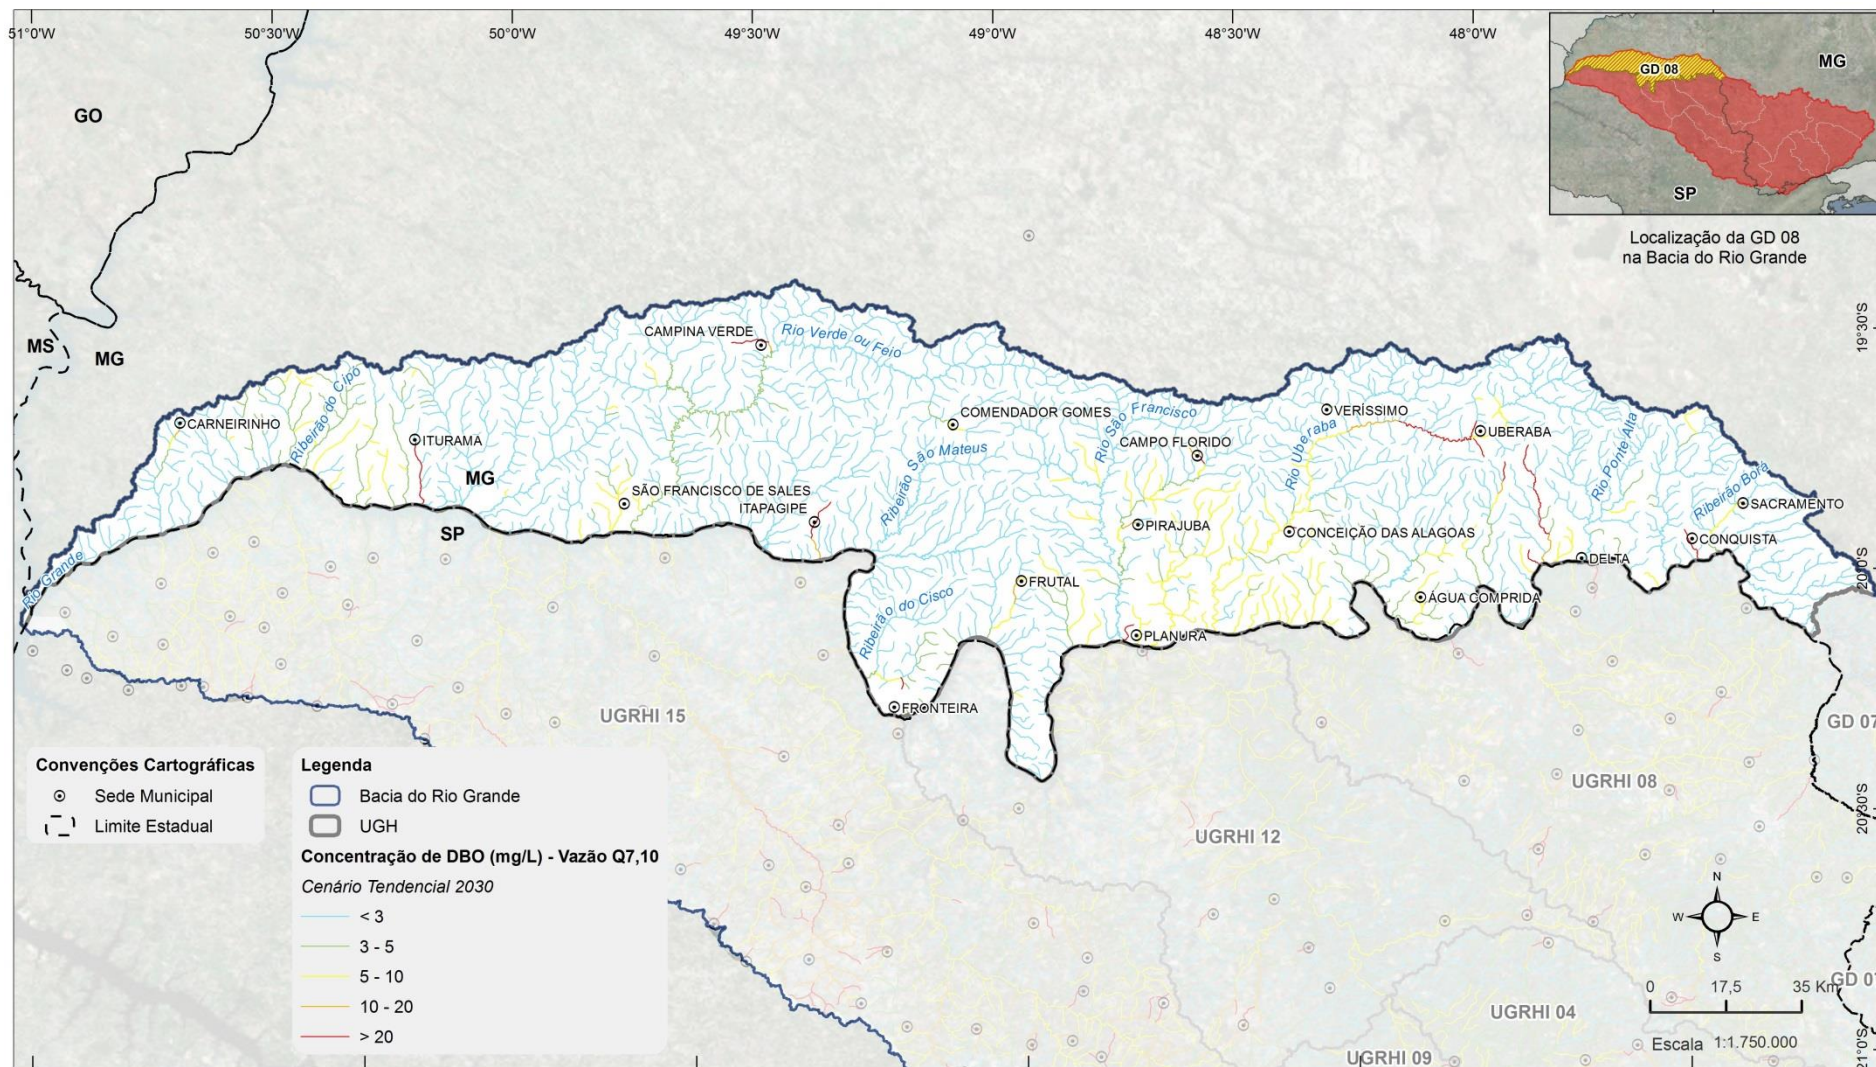 51°0'W
50°30'W
50°0'W
49°30'W
49°0'W
48°30'W
48°0'W
GO
MG
GD 08
SP
Localização da GD 08
na Bacia do Rio Grande
19°30'S
MS
MG
CAMPINA VERDE
Rio Verde ou Feio
CARNEIRINHO
Ribeirão do Cipó
ITURAMA
MG
COMENDADOR GOMES
Ribeirão São Mateus
Rio São Francisco
CAMPO FLORIDO
VERÍSSIMO
Rio Uberaba
UBERABA
Rio Ponte Alta
Ribeirão Borá
SACRAMENTO
SÃO FRANCISCO DE SALES
ITAPAGIPE
SP
PIRAJUBA
CONCEIÇÃO DAS ALAGOAS
CONQUISTA
DELTA
Rio Grande
20°0'S
FRUTAL
ÁGUA COMPRIDA
Ribeirão do Cisco
PLANURA
FRONTEIRA
UGRHI 15
GD 07
UGRHI 08
20°30'S
UGRHI 12
Convenções Cartográficas
Sede Municipal
Limite Estadual
Legenda
Bacia do Rio Grande
UGH
Concentração de DBO (mg/L) - Vazão Q7,10
Cenário Tendencial 2030
< 3
3 - 5
5 - 10
10 - 20
> 20
N
W
E
S
GD 07
0 17,5 35 Km
UGRHI 04
Escala 1:1.750.000
UGRHI 09
21°0'S